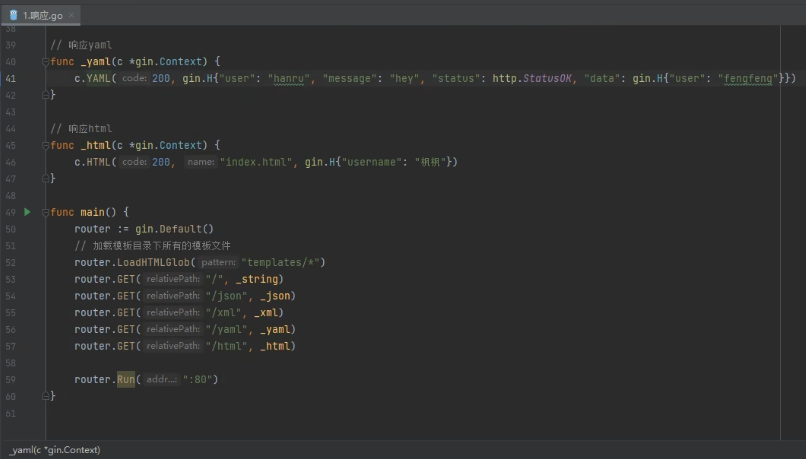 1.响应.go
38
39 // 响应yaml
40 func _yaml(c *gin.Context) {
41 c.YAML( code: 200, gin.H{"user": "hanru", "message": "hey", "status": http.StatusOK, "data": gin.H{"user": "fengfeng"}})
42 }
43
44 // 响应html
45 func _html(c *gin.Context) {
46 c.HTML( code: 200, name: "index.html", gin.H{"username": "枫枫"})
47 }
48
49 func main() {
50 router := gin.Default()
51 // 加载模板目录下所有的模板文件
52 router.LoadHTMLGlob( pattern: "templates/*")
53 router.GET( relativePath: "/", _string)
54 router.GET( relativePath: "/json", _json)
55 router.GET( relativePath: "/xml", _xml)
56 router.GET( relativePath: "/yaml", _yaml)
57 router.GET( relativePath: "/html", _html)
58
59 router.Run( addr...: ":80")
60 }
61
_yaml(c *gin.Context)